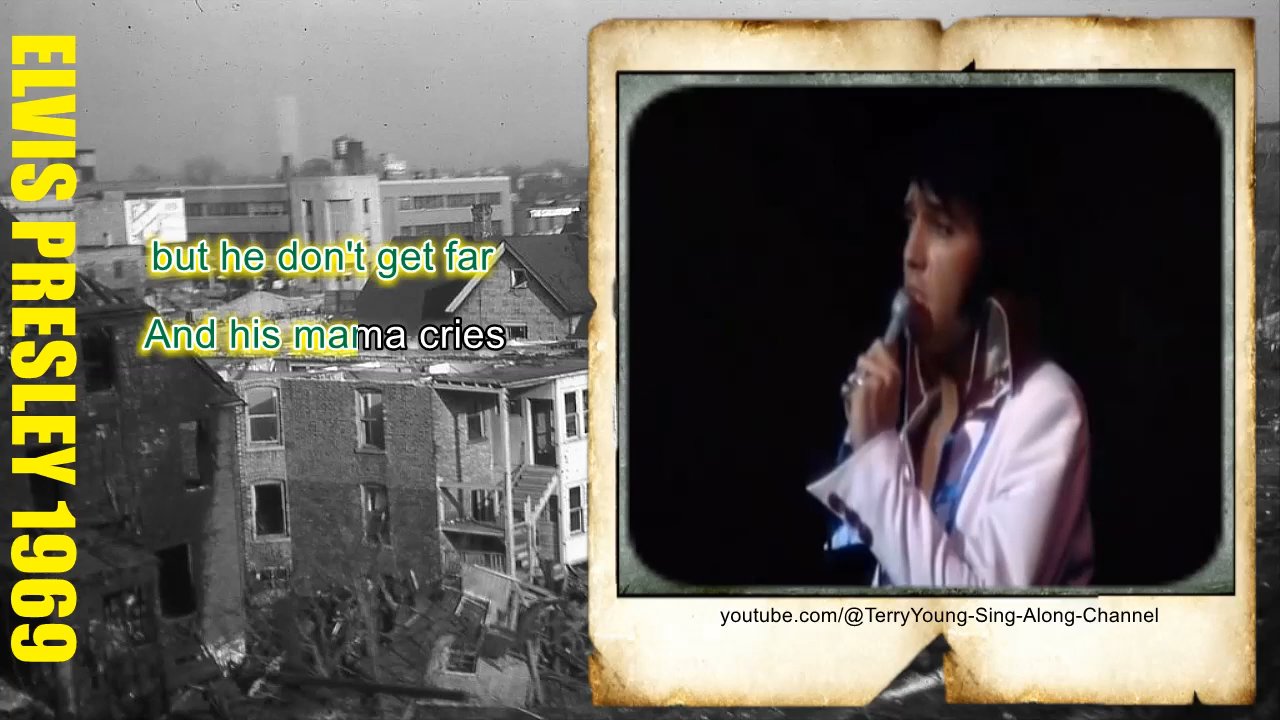 ELVIS PRESLEY 1969
but he don't get far
And his mama cries
youtube.com/@TerryYoung-Sing-Along-Channel